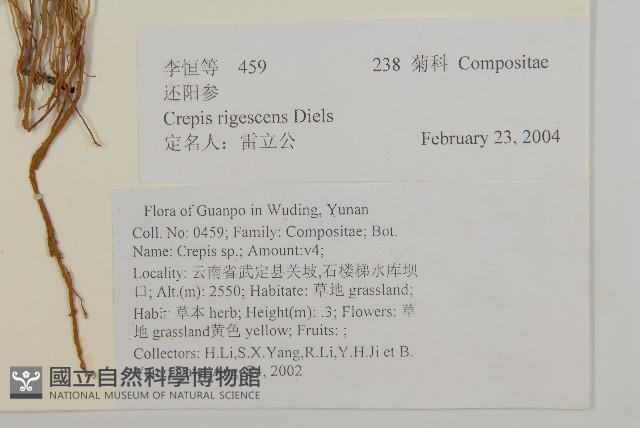 李恒等 459 238 菊科 Compositae
还阳参
Crepis rigescens Diels
定名人：雷立公 February 23, 2004
Flora of Guanpo in Wuding, Yunan
Coll. No: 0459; Family: Compositae; Bot.
Name: Crepis sp.; Amount:v4;
Locality: 云南省武定县关坡,石楼梯水库坝
口; Alt.(m): 2550; Habitate: 草地 grassland;
Habit 草本 herb; Height(m): .3; Flowers: 草
地 grassland黄色 yellow; Fruits: ;
Collectors: H.Li,S.X.Yang,R.Li,Y.H.Ji et B.
2002
國立自然科學博物館
NATIONAL MUSEUM OF NATURAL SCIENCE